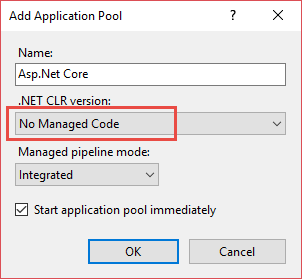 Add Application Pool ? ×
Name:
Asp.Net Core
.NET CLR version:
No Managed Code
Managed pipeline mode:
Integrated
Start application pool immediately
OK Cancel